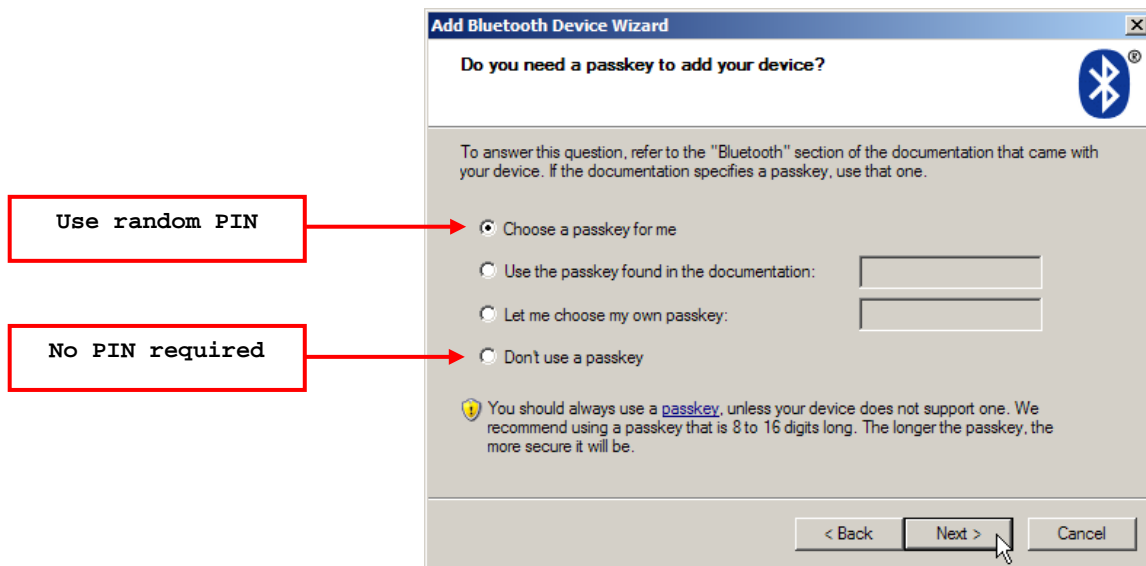 Add Bluetooth Device Wizard
Do you need a passkey to add your device?
®
To answer this question, refer to the "Bluetooth" section of the documentation that came with
your device. If the documentation specifies a passkey, use that one.
Use random PIN
Choose a passkey for me
Use the passkey found in the documentation:
Let me choose my own passkey:
No PIN required
Don't use a passkey
You should always use a passkey, unless your device does not support one. We
recommend using a passkey that is 8 to 16 digits long. The longer the passkey, the
more secure it will be.
< Back
Next >
Cancel